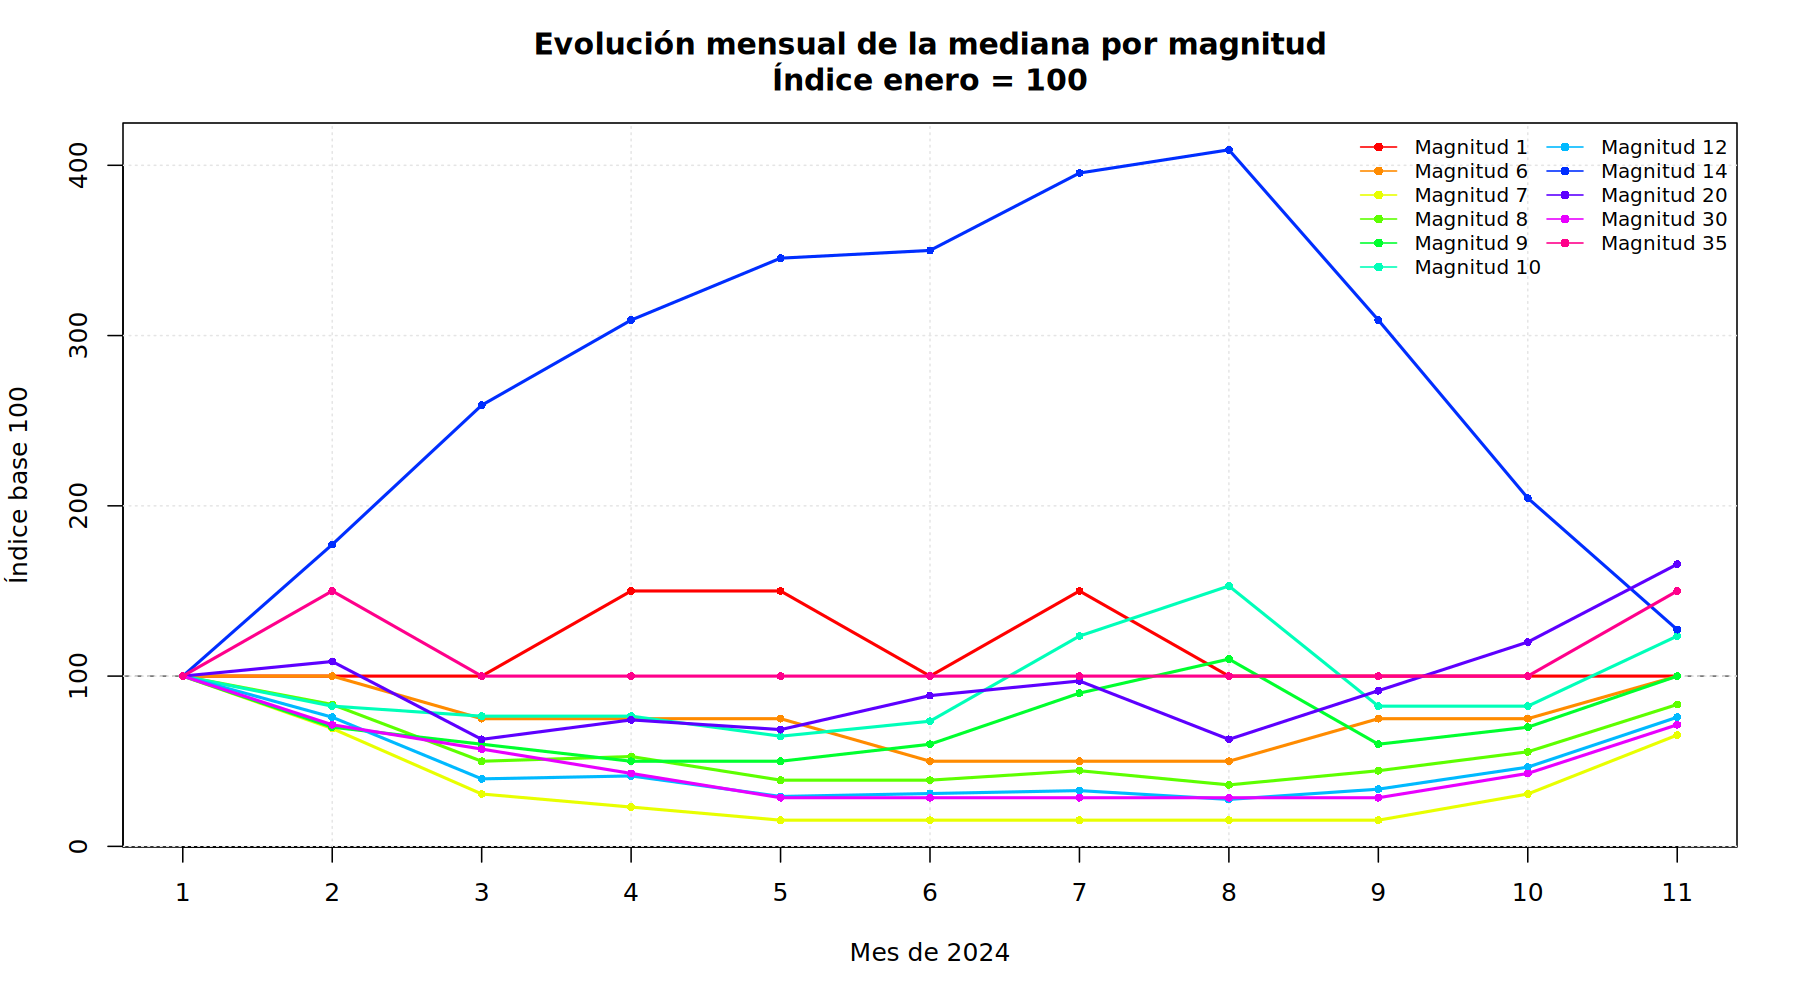 Evolución mensual de la mediana por magnitud
Índice enero = 100
Magnitud 1
Magnitud 6
Magnitud 7
Magnitud 8
Magnitud 9
Magnitud 10
Magnitud 12
Magnitud 14
Magnitud 20
Magnitud 30
Magnitud 35
Índice base 100
400
300
200
100
0
1 2 3 4 5 6 7 8 9 10 11
Mes de 2024